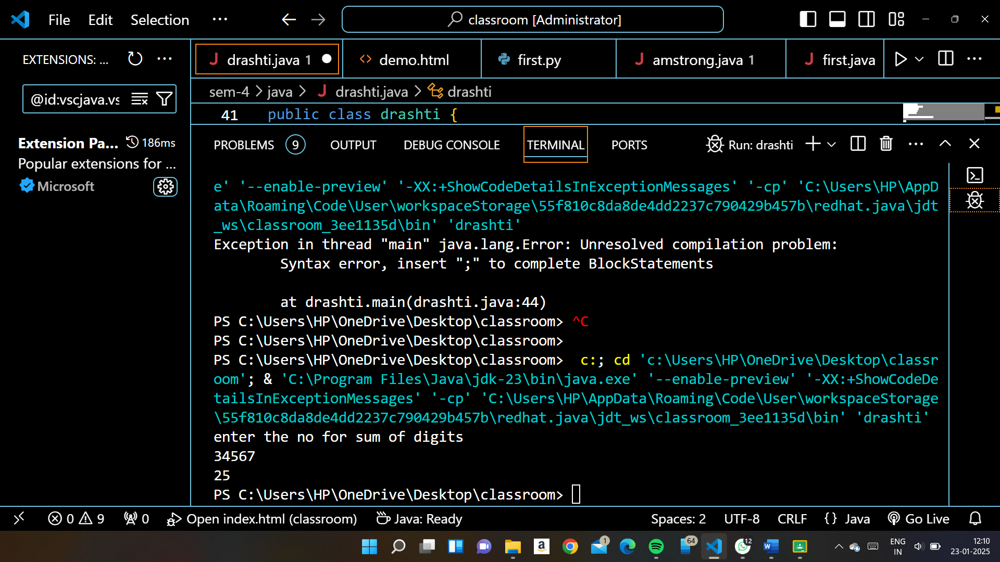 File Edit Selection ··· classroom [Administrator]
EXTENSIONS: ... ···
drashti.java 1 demo.html first.py amstrong.java 1 first.java ···
@id:vscjava.vs
sem-4 > java > drashti.java > drashti
41 public class drashti {
Extension Pa... 186ms
Popular extensions for ...
Microsoft
PROBLEMS 9 OUTPUT DEBUG CONSOLE TERMINAL PORTS Run: drashti ···
e' '--enable-preview' '-XX:+ShowCodeDetailsInExceptionMessages' '-cp' 'C:\Users\HP\AppD
ata\Roaming\Code\User\workspaceStorage\55f810c8da8de4dd2237c790429b457b\redhat.java\jdt
_ws\classroom_3ee1135d\bin' 'drashti'
Exception in thread "main" java.lang.Error: Unresolved compilation problem:
Syntax error, insert ";" to complete BlockStatements
at drashti.main(drashti.java:44)
PS C:\Users\HP\OneDrive\Desktop\classroom> ^C
PS C:\Users\HP\OneDrive\Desktop\classroom>
PS C:\Users\HP\OneDrive\Desktop\classroom> c:; cd 'c:\Users\HP\OneDrive\Desktop\classr
oom'; & 'C:\Program Files\Java\jdk-23\bin\java.exe' '--enable-preview' '-XX:+ShowCodeDe
tailsInExceptionMessages' '-cp' 'C:\Users\HP\AppData\Roaming\Code\User\workspaceStorage
\55f810c8da8de4dd2237c790429b457b\redhat.java\jdt_ws\classroom_3ee1135d\bin' 'drashti'
enter the no for sum of digits
34567
25
PS C:\Users\HP\OneDrive\Desktop\classroom>
0 9 0 Open index.html (classroom) Java: Ready Spaces: 2 UTF-8 CRLF {} Java Go Live
1 64 12 ENG 12:10
IN 23-01-2025